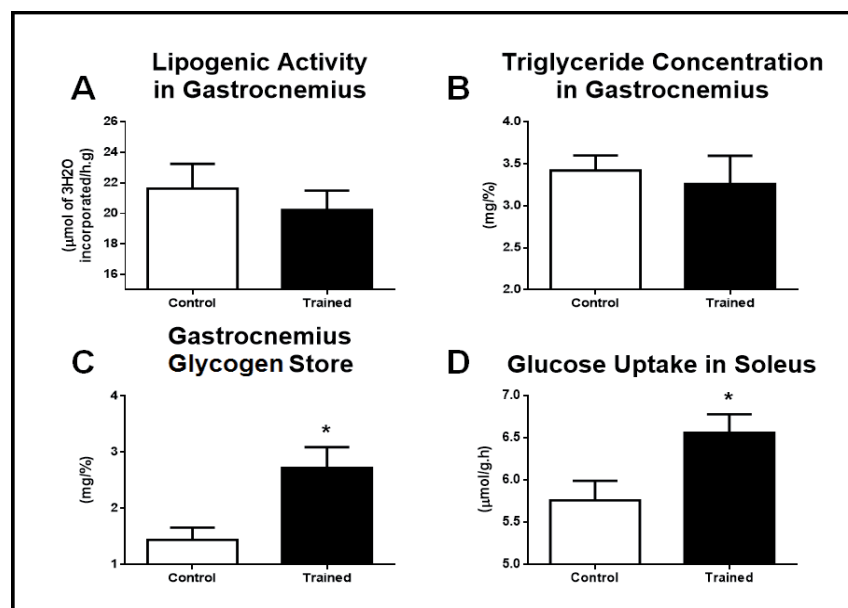 A
Lipogenic Activity
in Gastrocnemius
(μmol of 3H2O
incorporated/h.g)
26
24
22
20
18
16
Control
Trained
B
Triglyceride Concentration
in Gastrocnemius
(mg/%)
4.0
3.5
3.0
2.5
2.0
Control
Trained
C
Gastrocnemius
Glycogen Store
(mg/%)
4
3
2
1
*
Control
Trained
D
Glucose Uptake in Soleus
(μmol/g.h)
7.0
6.5
6.0
5.5
5.0
*
Control
Trained